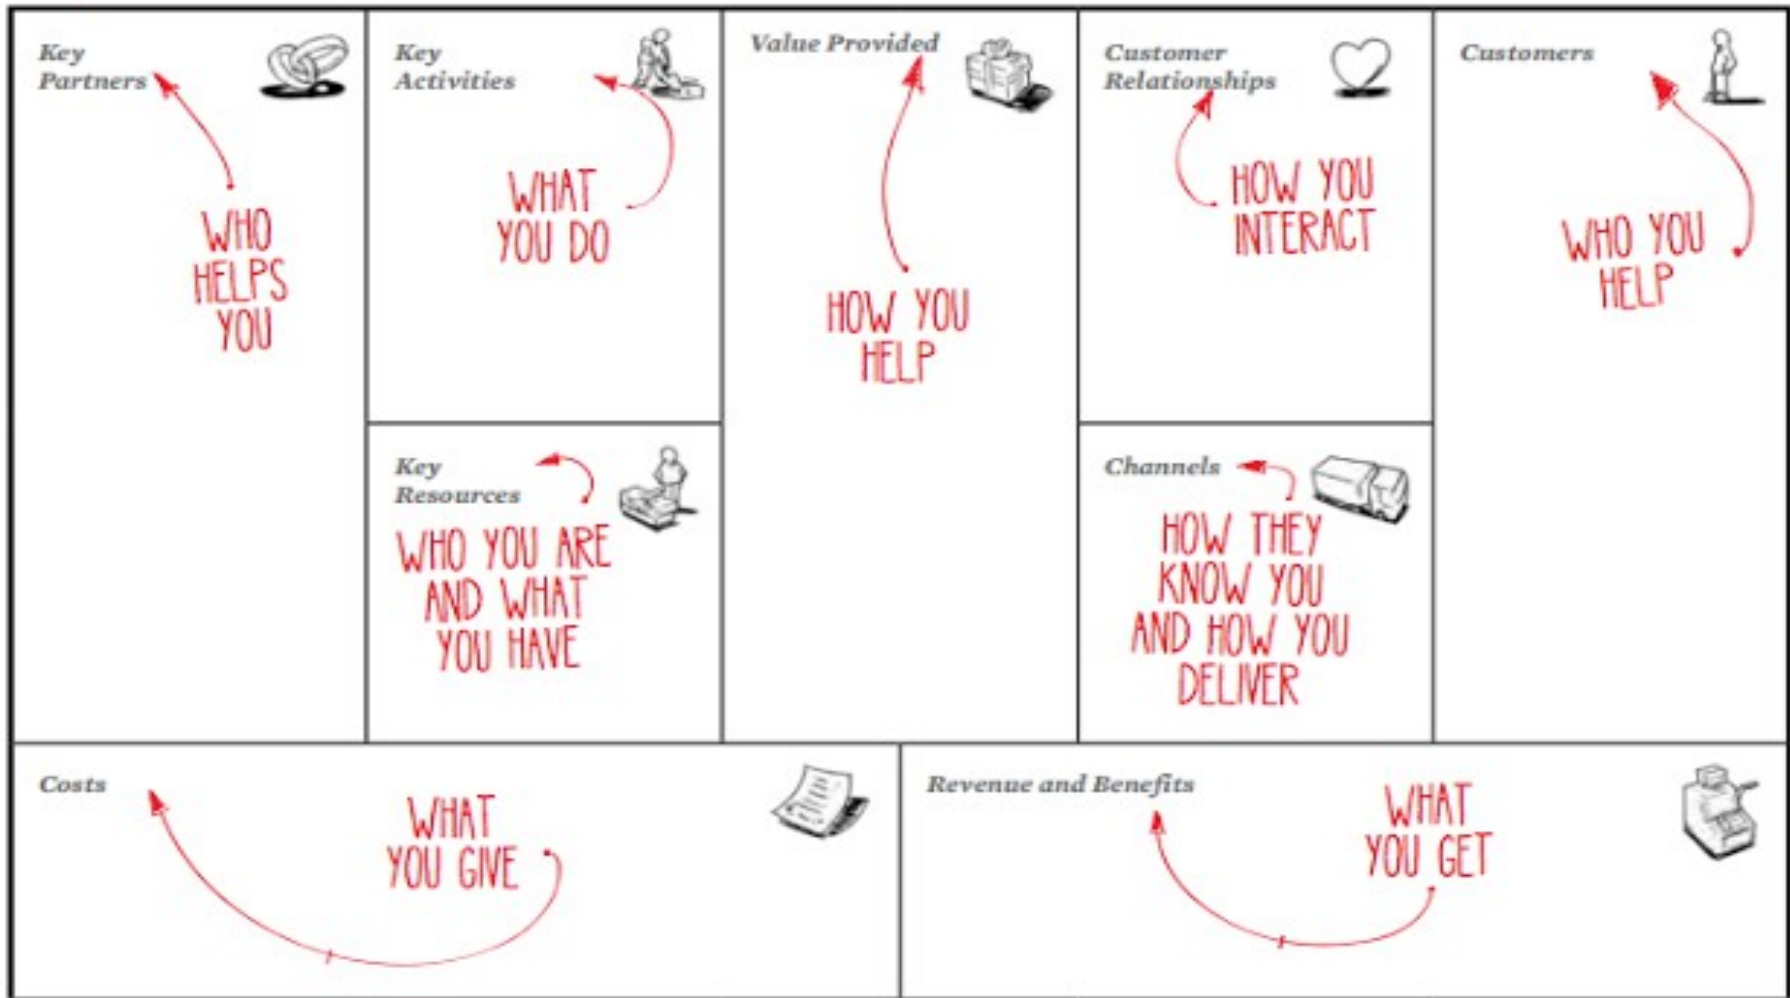 Key
Partners
WHO
HELPS
YOU
Key
Activities
WHAT
YOU DO
Key
Resources
WHO YOU ARE
AND WHAT
YOU HAVE
Value Provided
HOW YOU
HELP
Customer
Relationships
HOW YOU
INTERACT
Channels
HOW THEY
KNOW YOU
AND HOW YOU
DELIVER
Customers
WHO YOU
HELP
Costs
WHAT
YOU GIVE
Revenue and Benefits
WHAT
YOU GET